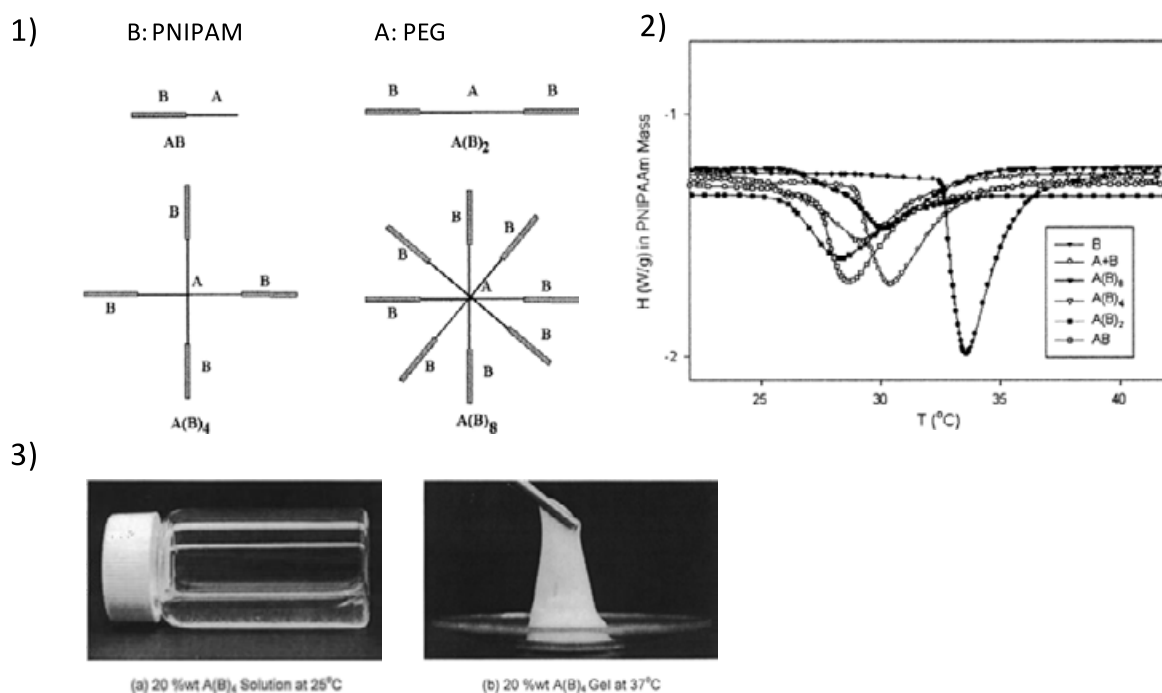 1)
B: PNIPAM
A: PEG
B A
AB
B A B
A(B)2
B
A
B
B
B
A(B)4
B
B
B
A
B
B
B
B
B
A(B)8
2)
-1
-2
H (W/g) in PNIPAAm Mass
25 30 35 40
T (°C)
B
A+B
A(B)8
A(B)4
A(B)2
AB
3)
(a) 20 %wt A(B)4 Solution at 25°C
(b) 20 %wt A(B)4 Gel at 37°C